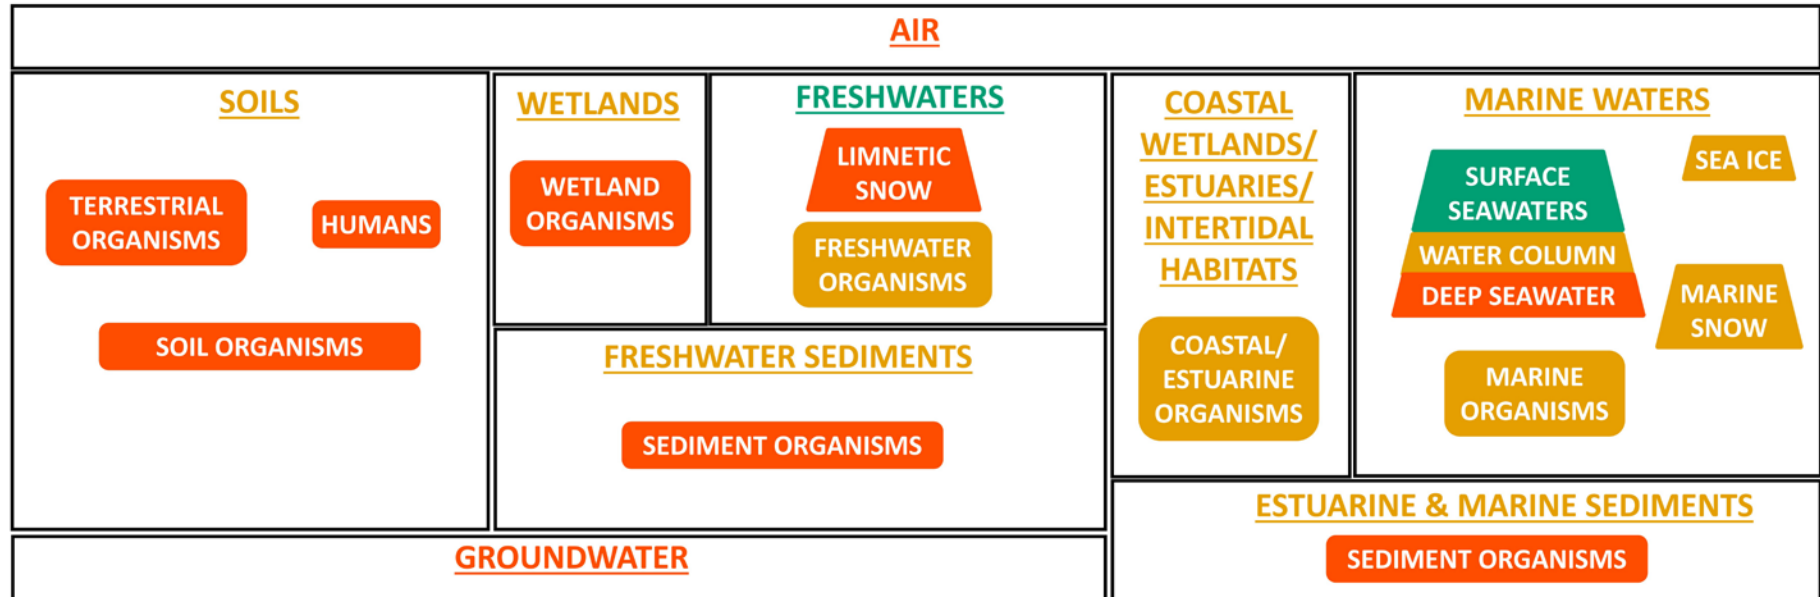 AIR
SOILS
TERRESTRIAL
ORGANISMS
HUMANS
SOIL ORGANISMS
WETLANDS
WETLAND
ORGANISMS
FRESHWATERS
LIMNETIC
SNOW
FRESHWATER
ORGANISMS
FRESHWATER SEDIMENTS
SEDIMENT ORGANISMS
GROUNDWATER
COASTAL
WETLANDS/
ESTUARIES/
INTERTIDAL
HABITATS
COASTAL/
ESTUARINE
ORGANISMS
MARINE WATERS
SEA ICE
SURFACE
SEAWATERS
WATER COLUMN
DEEP SEAWATER
MARINE
SNOW
MARINE
ORGANISMS
ESTUARINE & MARINE SEDIMENTS
SEDIMENT ORGANISMS